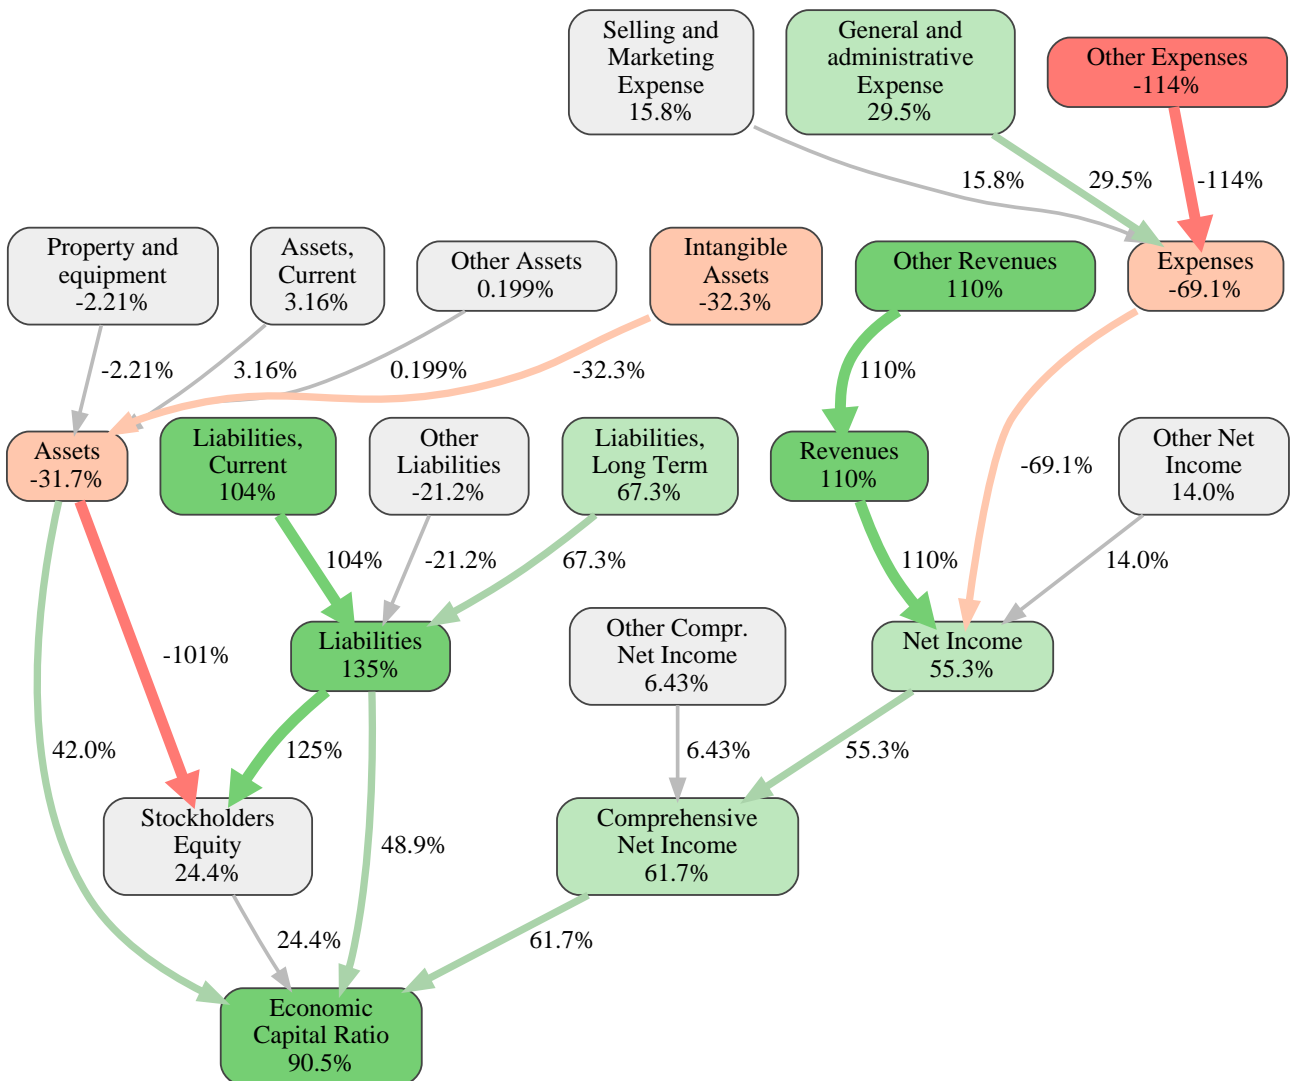 Selling and
Marketing
Expense
15.8%
General and
administrative
Expense
29.5%
Other Expenses
-114%
15.8%
29.5%
-114%
Property and
equipment
-2.21%
Assets,
Current
3.16%
Other Assets
0.199%
Intangible
Assets
-32.3%
Other Revenues
110%
Expenses
-69.1%
-2.21%
3.16%
0.199%
-32.3%
110%
Assets
-31.7%
Liabilities,
Current
104%
Other
Liabilities
-21.2%
Liabilities,
Long Term
67.3%
Revenues
110%
-69.1%
Other Net
Income
14.0%
104%
-21.2%
67.3%
110%
14.0%
-101%
Liabilities
135%
Other Compr.
Net Income
6.43%
Net Income
55.3%
42.0%
125%
6.43%
55.3%
Stockholders
Equity
24.4%
48.9%
Comprehensive
Net Income
61.7%
24.4%
61.7%
Economic
Capital Ratio
90.5%